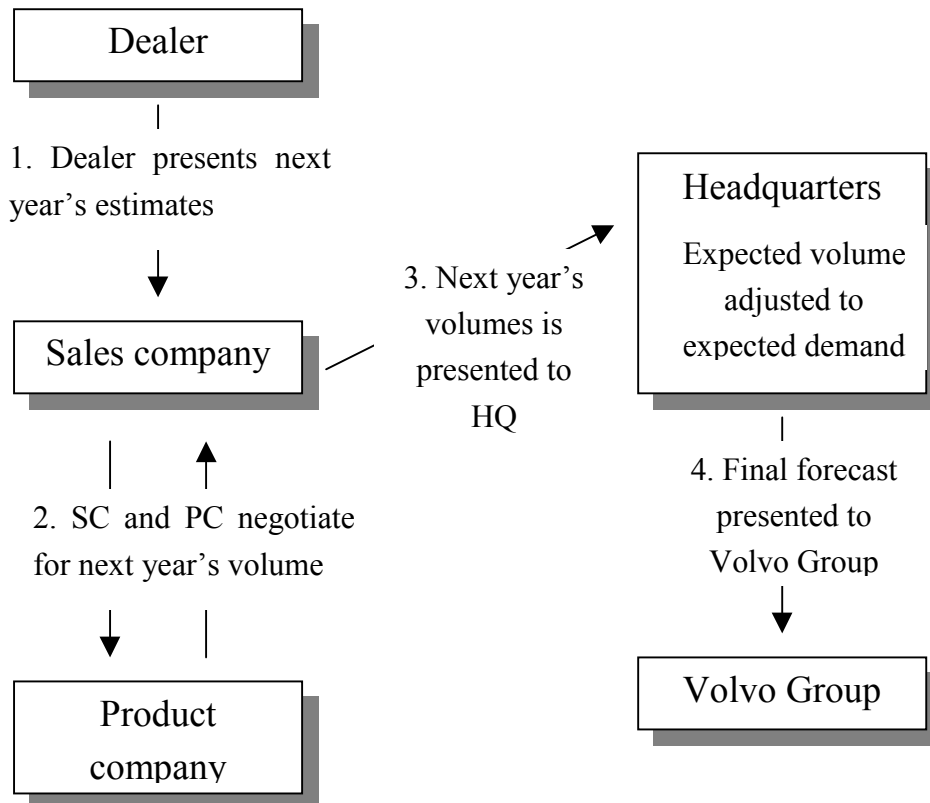 Dealer
1. Dealer presents next
year’s estimates
Sales company
2. SC and PC negotiate
for next year’s volume
Product
company
3. Next year’s
volumes is
presented to
HQ
Headquarters
Expected volume
adjusted to
expected demand
4. Final forecast
presented to
Volvo Group
Volvo Group